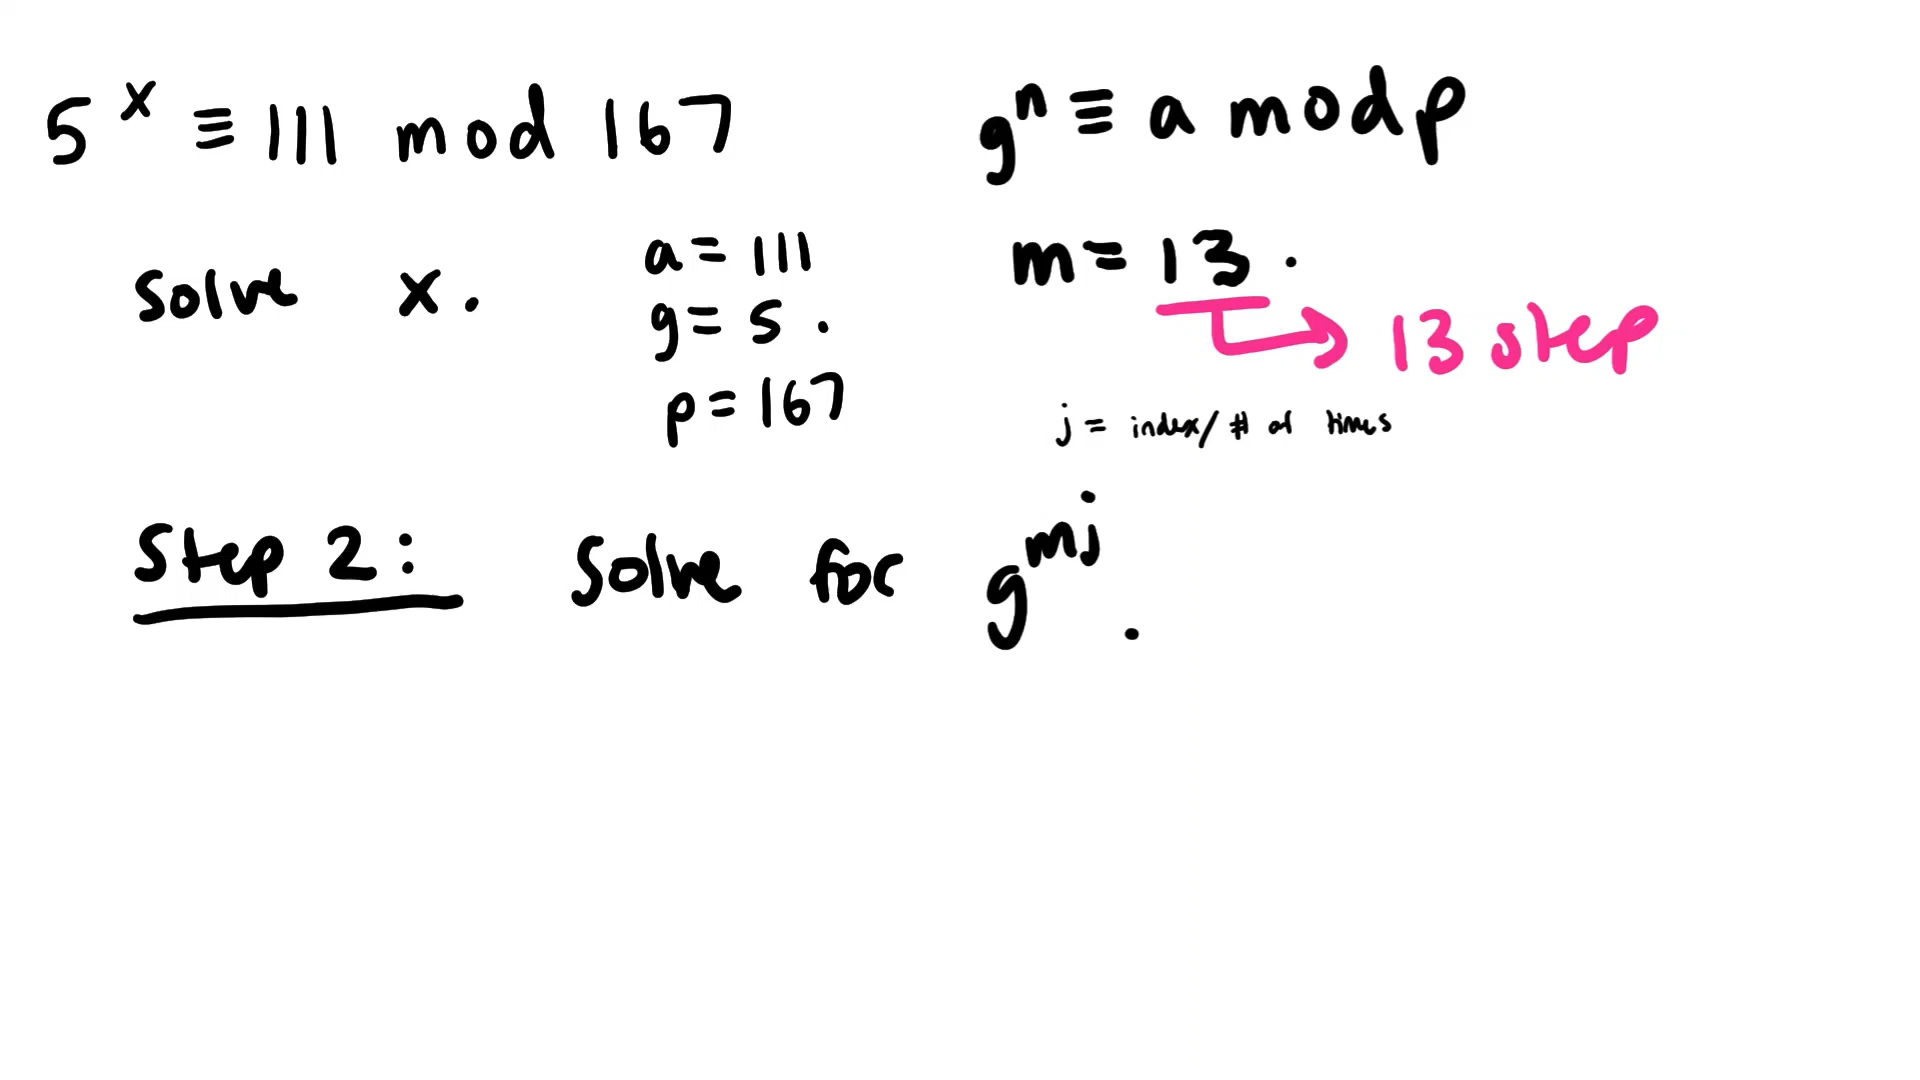 5^x ≡ 111 mod 167
g^n ≡ a mod p
solve x.
a = 111
g = 5.
p = 167
m = 13.
13 step
j = index/# of times
Step 2: Solve for g^mj.